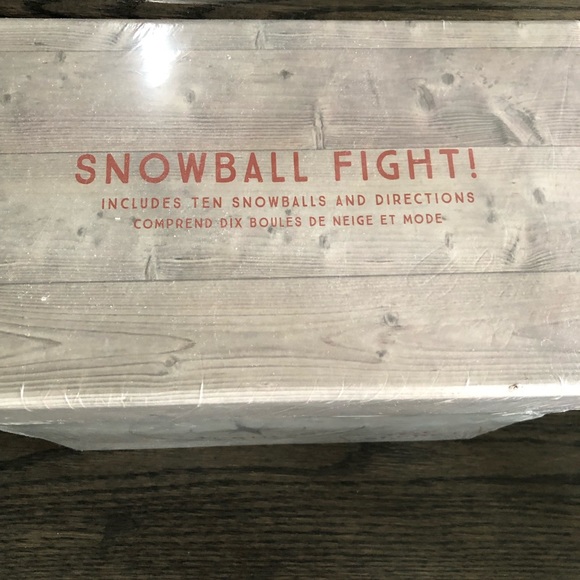 SNOWBALL FIGHT!
INCLUDES TEN SNOWBALLS AND DIRECTIONS
COMPREND DIX BOULES DE NEIGE ET MODE